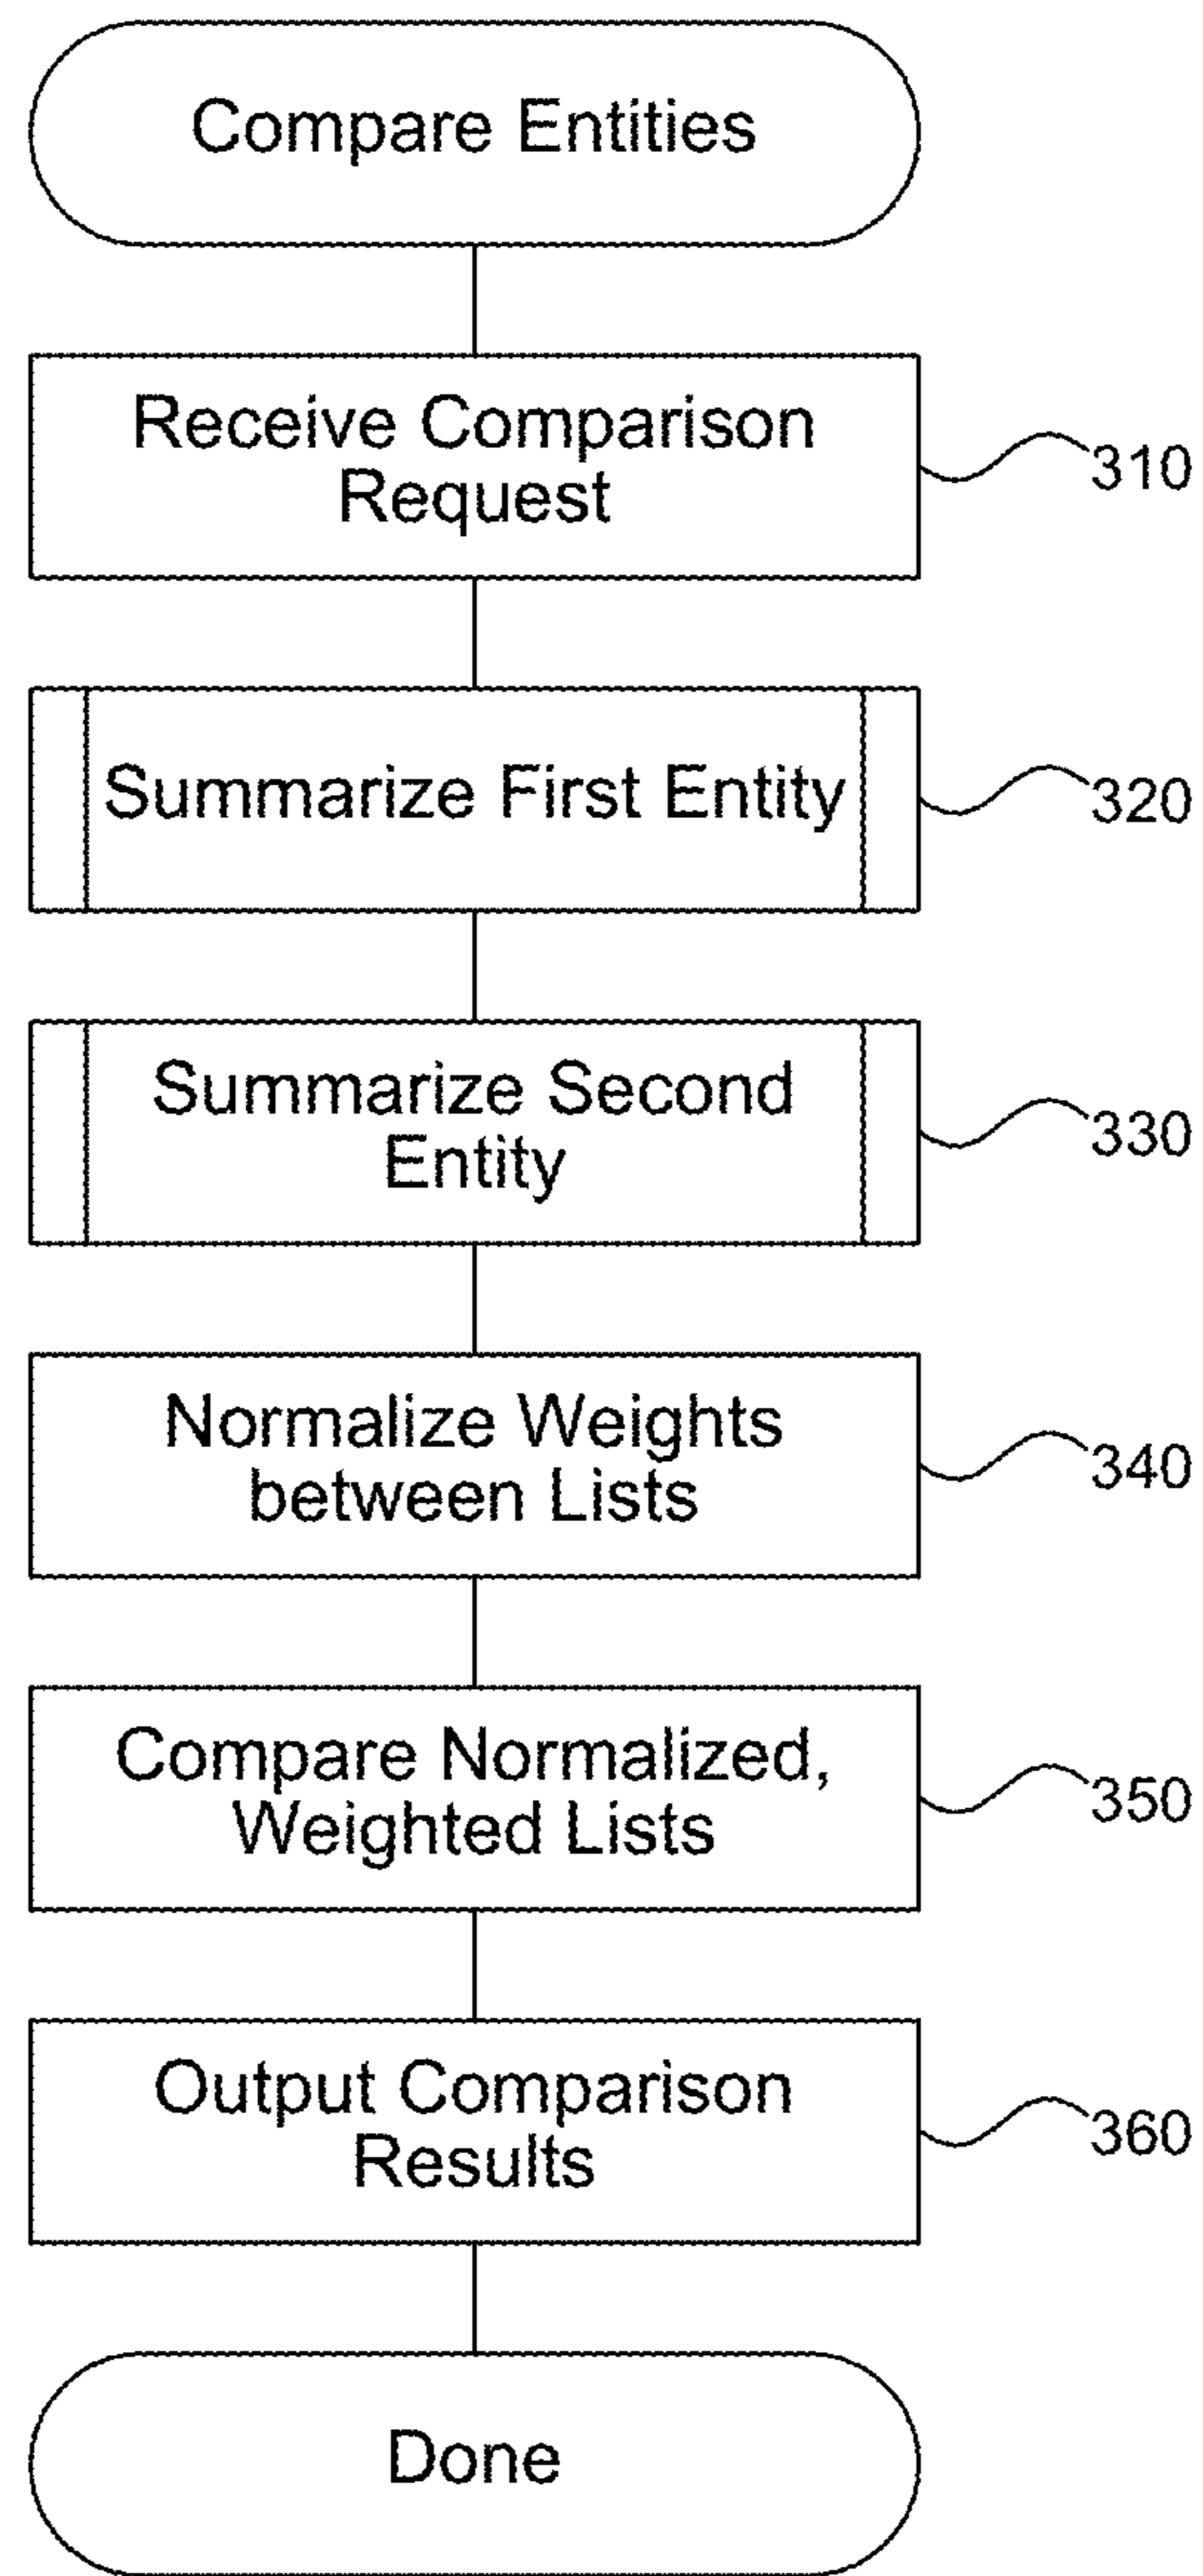 Compare Entities
Receive Comparison
Request
310
Summarize First Entity
320
Summarize Second
Entity
330
Normalize Weights
between Lists
340
Compare Normalized,
Weighted Lists
350
Output Comparison
Results
360
Done